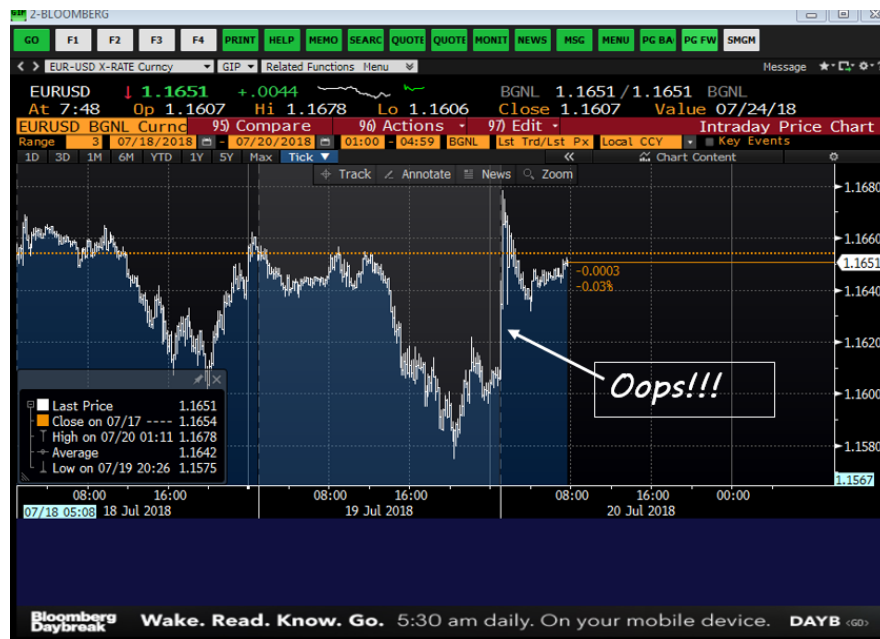 2-BLOOMBERG
GO F1 F2 F3 F4 PRINT HELP MEMO SEARC QUOTE QUOTE MONIT NEWS MSG MENU PG BA PG FW SMGM
< > EUR-USD X-RATE Curncy GIP Related Functions Menu Message
EURUSD 1.1651 +.0044 BGNL 1.1651/1.1651 BGNL
At 7:48 Op 1.1607 Hi 1.1678 Lo 1.1606 Close 1.1607 Value 07/24/18
EURUSD BGNL Curnc 95) Compare 96) Actions 97) Edit Intraday Price Chart
Range 3 07/18/2018 - 07/20/2018 01:00 - 04:59 BGNL Lst Trd/Lst Px Local CCY Key Events
1D 3D 1M 6M YTD 1Y 5Y Max Tick ▼ « Chart Content
Track Annotate News Zoom
1.1680
1.1660
1.1651
-0.0003
-0.03%
1.1640
1.1620
Oops!!!
1.1600
1.1580
1.1567
Last Price 1.1651
Close on 07/17 ---- 1.1654
High on 07/20 01:11 1.1678
Average 1.1642
Low on 07/19 20:26 1.1575
08:00 16:00 08:00 16:00 08:00 16:00 00:00
07/18 05:08 18 Jul 2018 19 Jul 2018 20 Jul 2018
Bloomberg Daybreak Wake. Read. Know. Go. 5:30 am daily. On your mobile device. DAYB <GO>